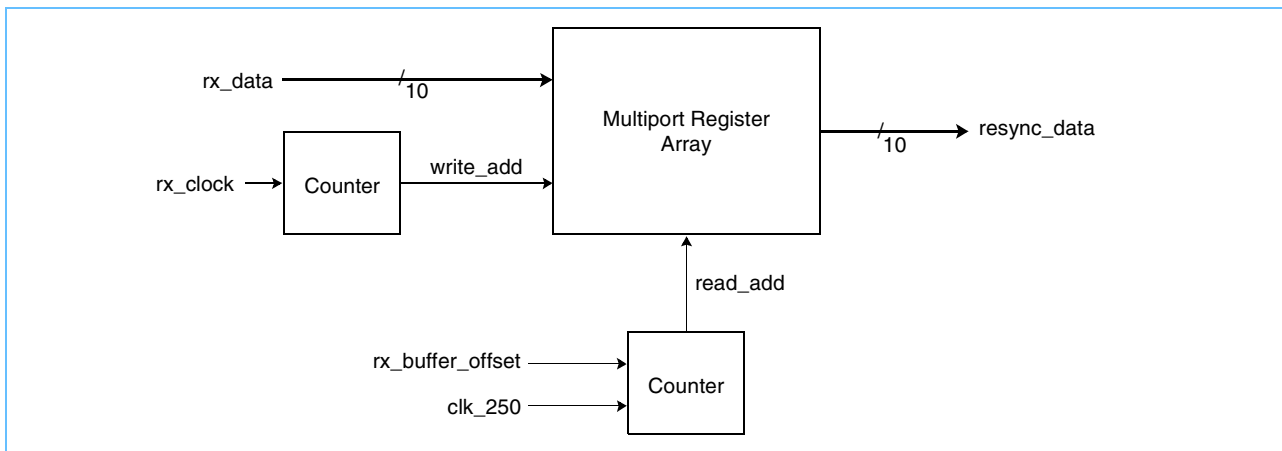 rx_data
10
Multiport Register
Array
10
resync_data
rx_clock
Counter
write_add
read_add
rx_buffer_offset
Counter
clk_250